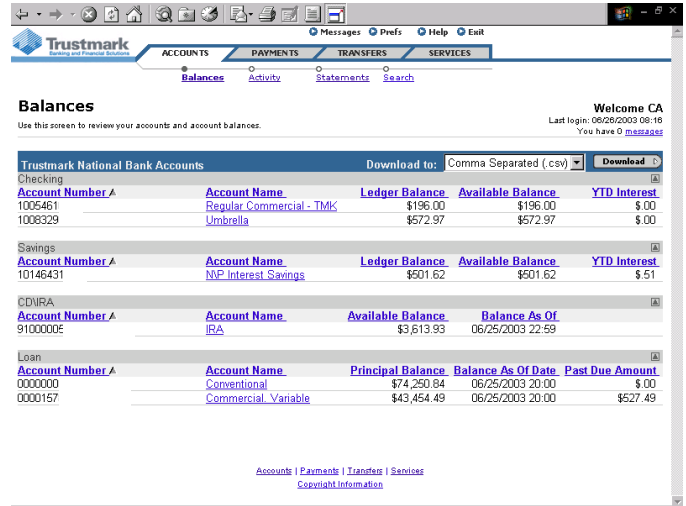 Messages Prefs Help Exit
Trustmark
Banking and Financial Solutions
ACCOUNTS PAYMENTS TRANSFERS SERVICES
Balances Activity Statements Search
Balances
Welcome CA
Use this screen to review your accounts and account balances.
Last login: 06/26/2003 08:16
You have 0 messages
Trustmark National Bank Accounts Download to: Comma Separated (.csv) Download
Checking
Account Number Account Name Ledger Balance Available Balance YTD Interest
1005461 Regular Commercial - TMK $196.00 $196.00 $.00
1008329 Umbrella $572.97 $572.97 $.00
Savings
Account Number Account Name Ledger Balance Available Balance YTD Interest
10146431 NVP Interest Savings $501.62 $501.62 $.51
CD\IRA
Account Number Account Name Available Balance Balance As Of
9100000 IRA $3,613.93 06/25/2003 22:59
Loan
Account Number Account Name Principal Balance Balance As Of Date Past Due Amount
0000000 Conventional $74,250.84 06/25/2003 20:00 $.00
0000157 Commercial. Variable $43,454.49 06/25/2003 20:00 $527.49
Accounts | Payments | Transfers | Services
Copyright Information